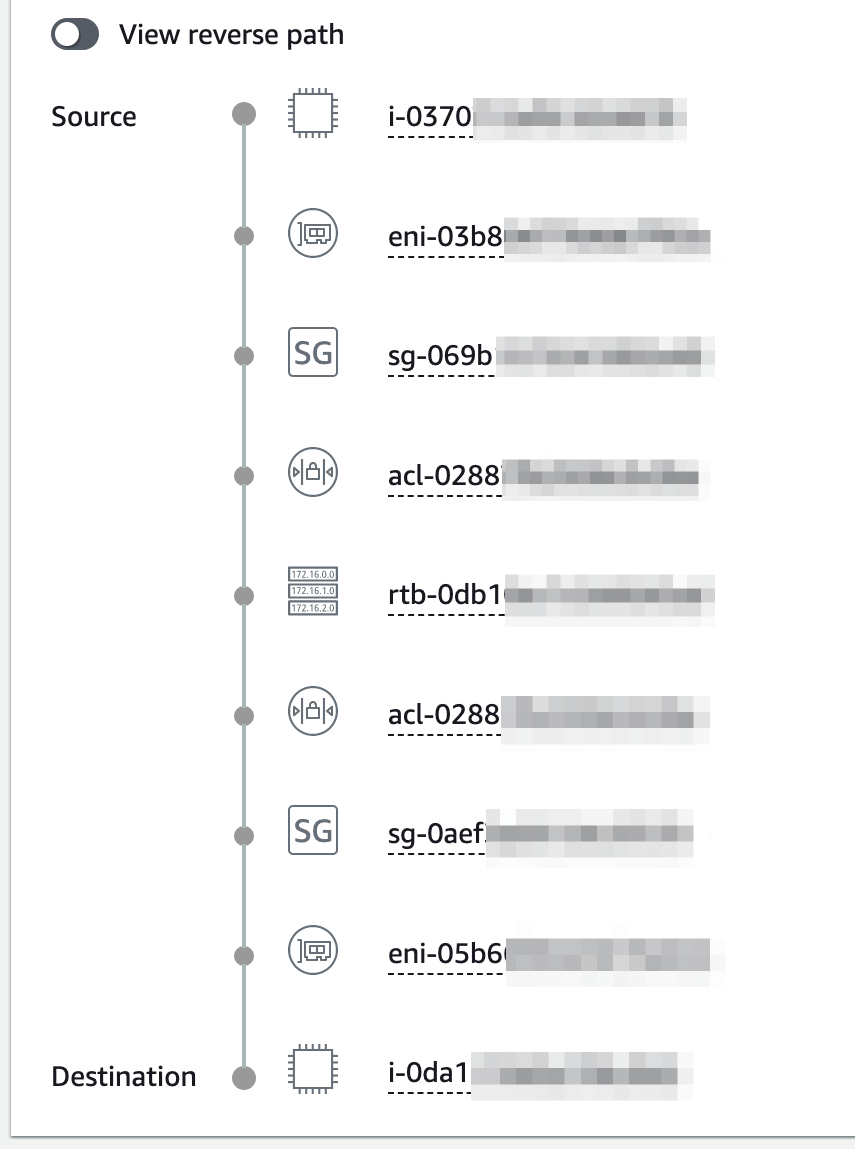 View reverse path
Source
i-0370
eni-03b8
SG
sg-069b
acl-0288
172.16.0.0
172.16.1.0
172.16.2.0
rtb-0db1
acl-0288
SG
sg-0aef
eni-05b6
Destination
i-0da1